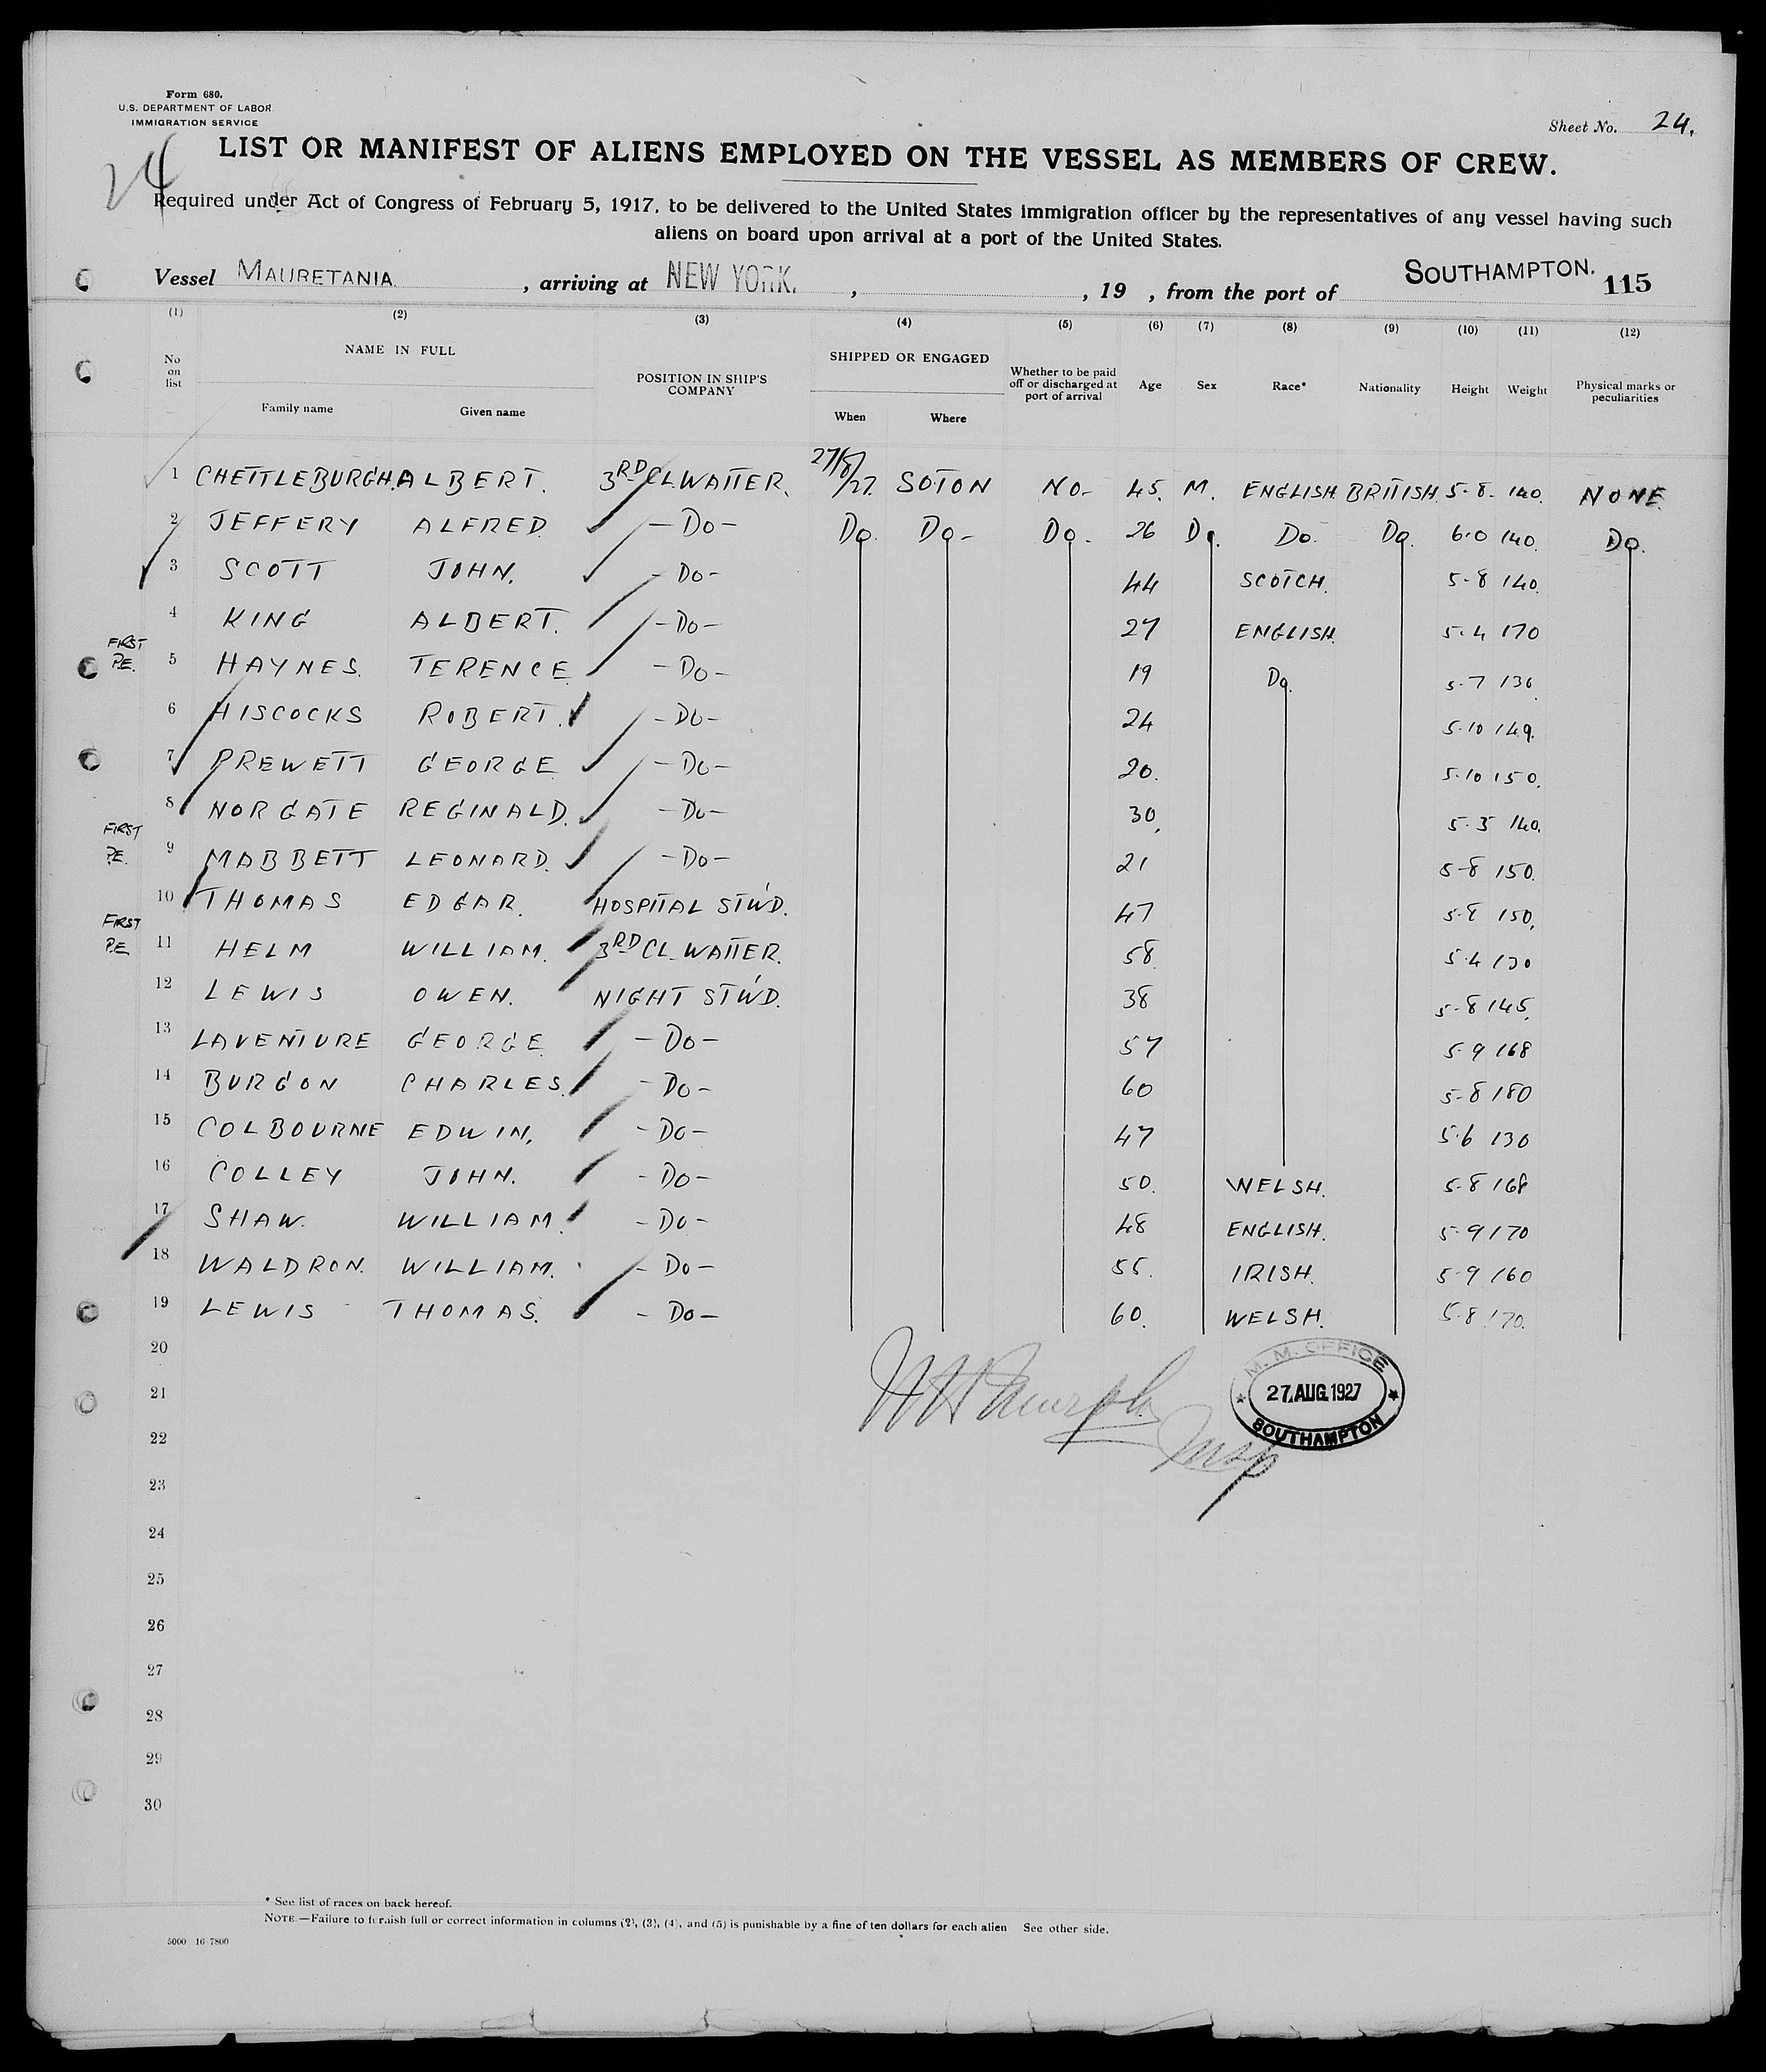 Form 680.
U.S. DEPARTMENT OF LABOR
IMMIGRATION SERVICE
Sheet No. 24.
24
LIST OR MANIFEST OF ALIENS EMPLOYED ON THE VESSEL AS MEMBERS OF CREW.
Required under Act of Congress of February 5, 1917, to be delivered to the United States immigration officer by the representatives of any vessel having such
aliens on board upon arrival at a port of the United States.
Vessel MAURETANIA , arriving at NEW YORK. , , 19 , from the port of SOUTHAMPTON. 115
(1) (2) (3) (4) (5) (6) (7) (8) (9) (10) (11) (12)
No on list NAME IN FULL Family name Given name POSITION IN SHIP'S COMPANY SHIPPED OR ENGAGED When Where Whether to be paid off or discharged at port of arrival Age Sex Race* Nationality Height Weight Physical marks or peculiarities
1 CHETTLEBURGH. ALBERT. 3RD CL WAITER. 27/8/27. SOTON NO- 45. M. ENGLISH. BRITISH. 5-8- 140. NONE.
2 JEFFERY ALFRED. -DO- DO. DO- DO- 26 DO. DO. DO. 6.0 140. DO.
3 SCOTT JOHN. -DO- 44 SCOTCH. 5-8 140.
4 KING ALBERT. -DO- 27 ENGLISH. 5.4 170
FIRST P.E. 5 HAYNES. TERENCE. -DO- 19 DO. 5-7 136.
6 HISCOCKS ROBERT. -DO- 24 5.10 149.
7 PREWETT GEORGE -DO- 20. 5.10 150.
8 NORGATE REGINALD. -DO- 30. 5.5 140.
FIRST P.E. 9 MABBETT LEONARD. -DO- 21 5-8 150.
10 THOMAS EDGAR. HOSPITAL ST'W'D. 47 5-8 150.
FIRST P.E 11 HELM WILLIAM. 3RD CL. WAITER. 58. 5.4 130
12 LEWIS OWEN. NIGHT ST'W'D. 38 5-8 145.
13 LAVENTURE GEORGE -DO- 57 5-9 168
14 BURGON CHARLES. -DO- 60 5-8 180
15 COLBOURNE EDWIN. -DO- 47 5.6 130
16 COLLEY JOHN. -DO- 50. WELSH. 5.8 168
17 SHAW. WILLIAM. -DO- 48 ENGLISH. 5-9 170
18 WALDRON. WILLIAM. -DO- 55. IRISH. 5-9 160
19 LEWIS THOMAS. -DO- 60. WELSH. 5-8 170.
20
21
22
23
24
25
26
27
28
29
30
M. M. OFFICE
27.AUG.1927
SOUTHAMPTON
* See list of races on back hereof.
NOTE.—Failure to furnish full or correct information in columns (2), (3), (4), and (5) is punishable by a fine of ten dollars for each alien See other side.
5000 16-7800